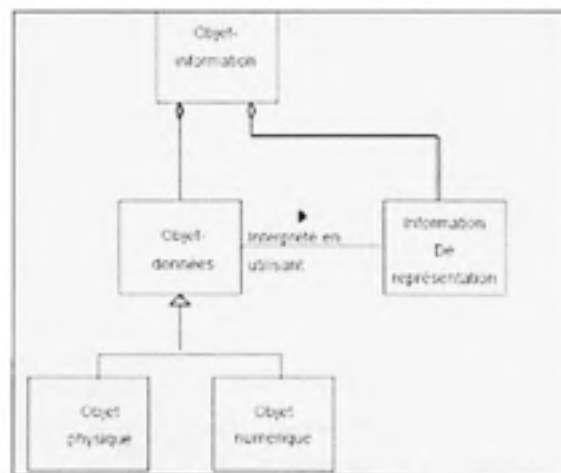 Objet-
information
Objet-
données
Interprété en
utilisant
Information
De
représentation
Objet
physique
Objet
numérique